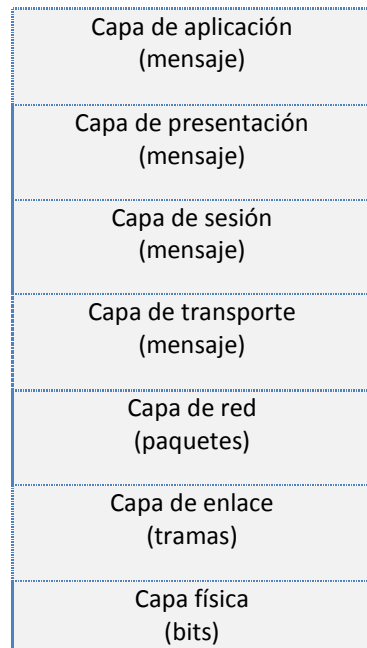 Capa de aplicación
(mensaje)
Capa de presentación
(mensaje)
Capa de sesión
(mensaje)
Capa de transporte
(mensaje)
Capa de red
(paquetes)
Capa de enlace
(tramas)
Capa física
(bits)